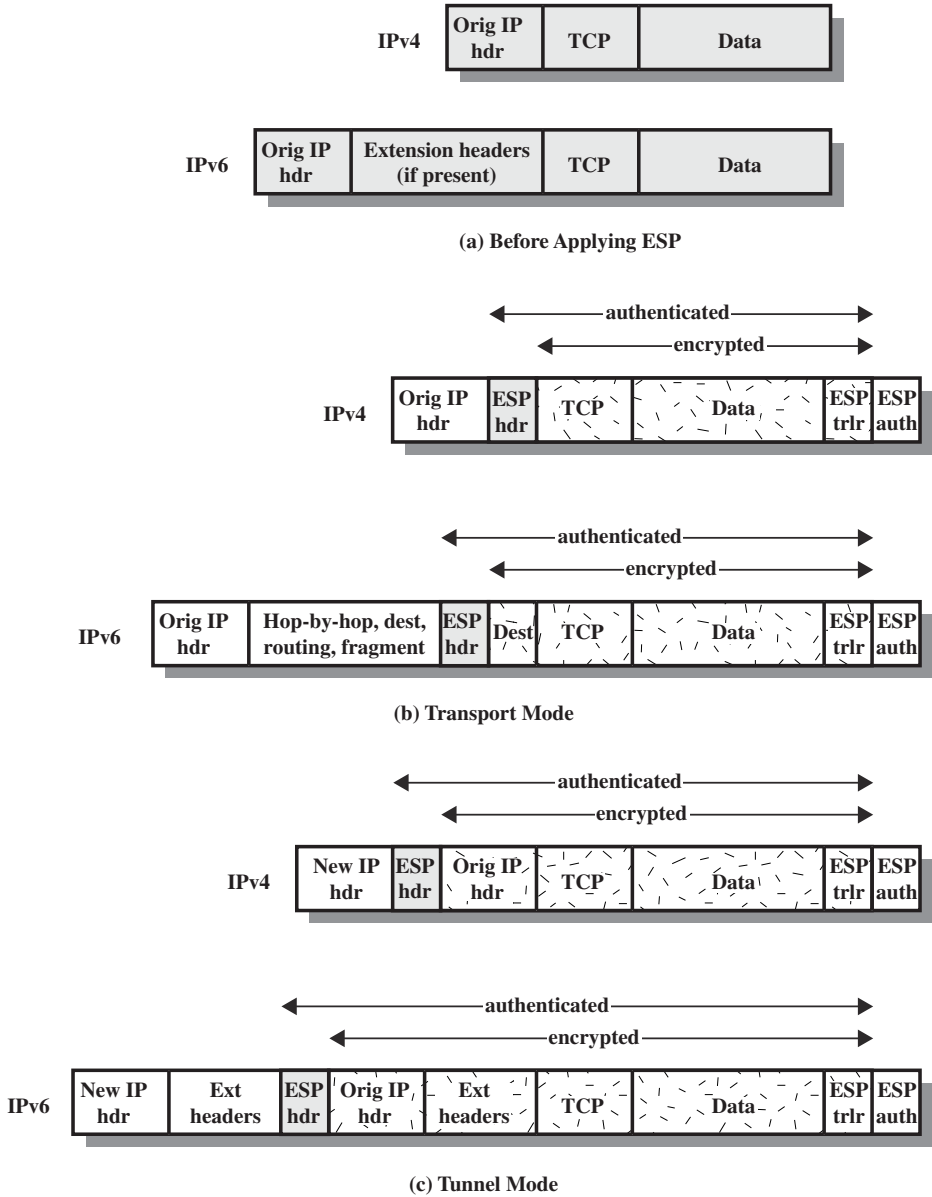 IPv4
Orig IP
hdr
TCP
Data
IPv6
Orig IP
hdr
Extension headers
(if present)
TCP
Data
(a) Before Applying ESP
authenticated
encrypted
IPv4
Orig IP
hdr
ESP
hdr
TCP
Data
ESP
trlr
ESP
auth
authenticated
encrypted
IPv6
Orig IP
hdr
Hop-by-hop, dest,
routing, fragment
ESP
hdr
Dest
TCP
Data
ESP
trlr
ESP
auth
(b) Transport Mode
authenticated
encrypted
IPv4
New IP
hdr
ESP
hdr
Orig IP
hdr
TCP
Data
ESP
trlr
ESP
auth
authenticated
encrypted
IPv6
New IP
hdr
Ext
headers
ESP
hdr
Orig IP
hdr
Ext
headers
TCP
Data
ESP
trlr
ESP
auth
(c) Tunnel Mode